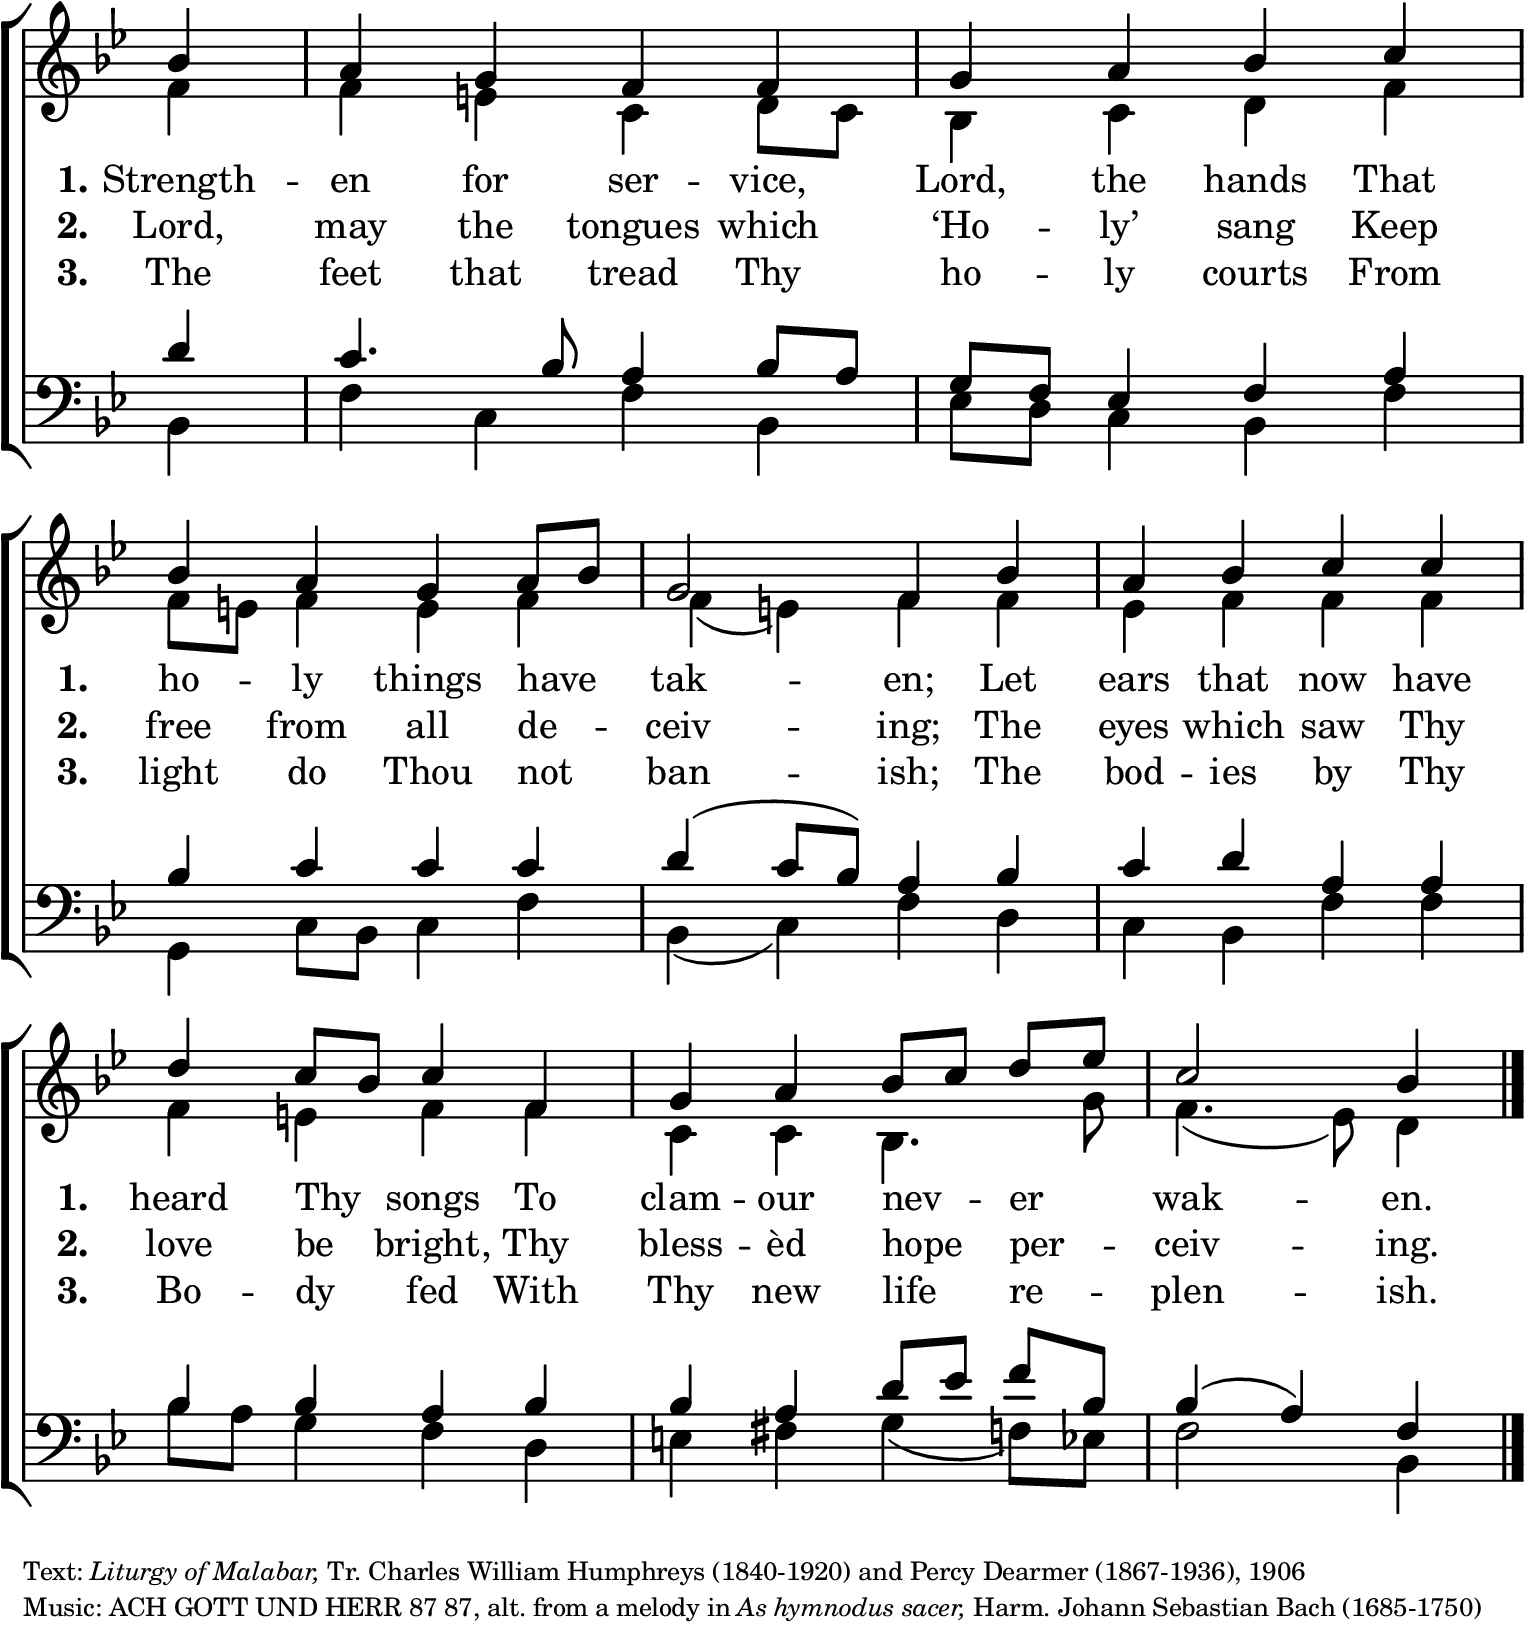 1. Strength -- en for ser -- vice, Lord, the hands That
2. Lord, may the tongues which ‘Ho -- ly’ sang Keep
3. The feet that tread Thy ho -- ly courts From
1. ho -- ly things have tak -- en; Let ears that now have
2. free from all de -- ceiv -- ing; The eyes which saw Thy
3. light do Thou not ban -- ish; The bod -- ies by Thy
1. heard Thy songs To clam -- our nev -- er wak -- en.
2. love be bright, Thy bless -- èd hope per -- ceiv -- ing.
3. Bo -- dy fed With Thy new life re -- plen -- ish.
Text: Liturgy of Malabar, Tr. Charles William Humphreys (1840-1920) and Percy Dearmer (1867-1936), 1906
Music: ACH GOTT UND HERR 87 87, alt. from a melody in As hymnodus sacer, Harm. Johann Sebastian Bach (1685-1750)